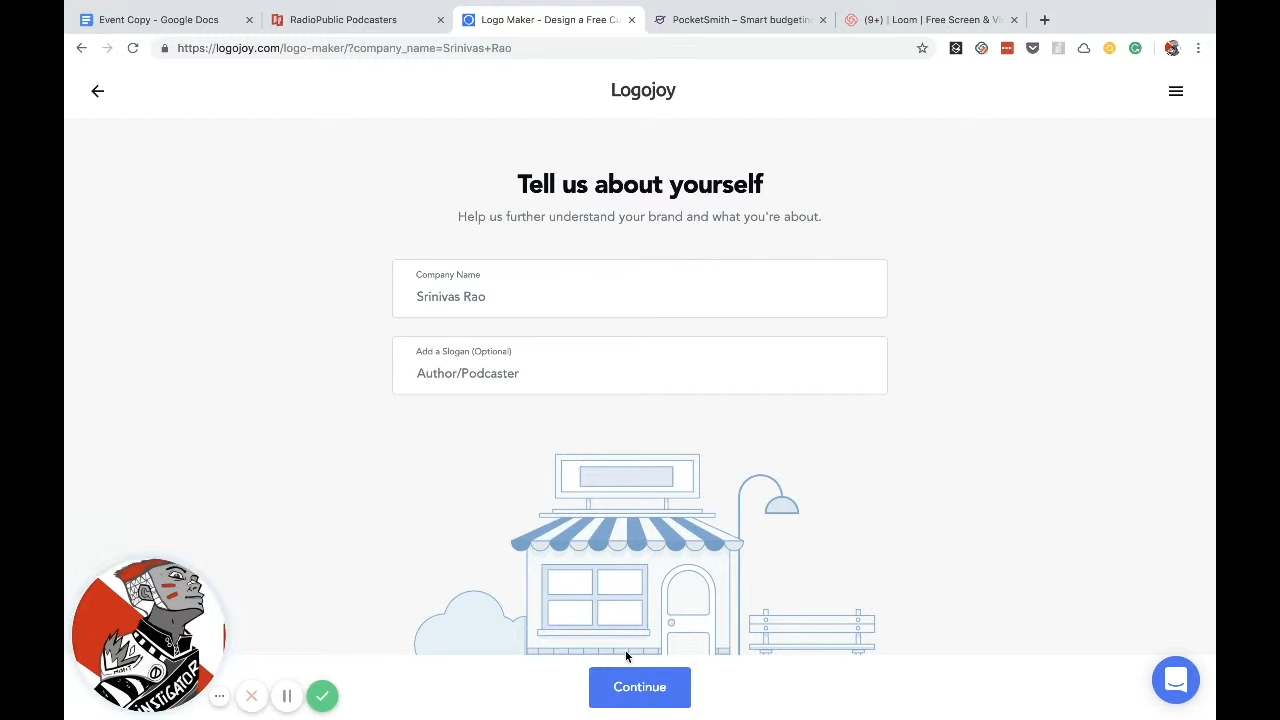 Event Copy - Google Docs
RadioPublic Podcasters
Logo Maker - Design a Free Cu
PocketSmith – Smart budgetin
(9+) | Loom | Free Screen & Vi
https://logojoy.com/logo-maker/?company_name=Srinivas+Rao
Logojoy
Tell us about yourself
Help us further understand your brand and what you're about.
Company Name
Srinivas Rao
Add a Slogan (Optional)
Author/Podcaster
Continue